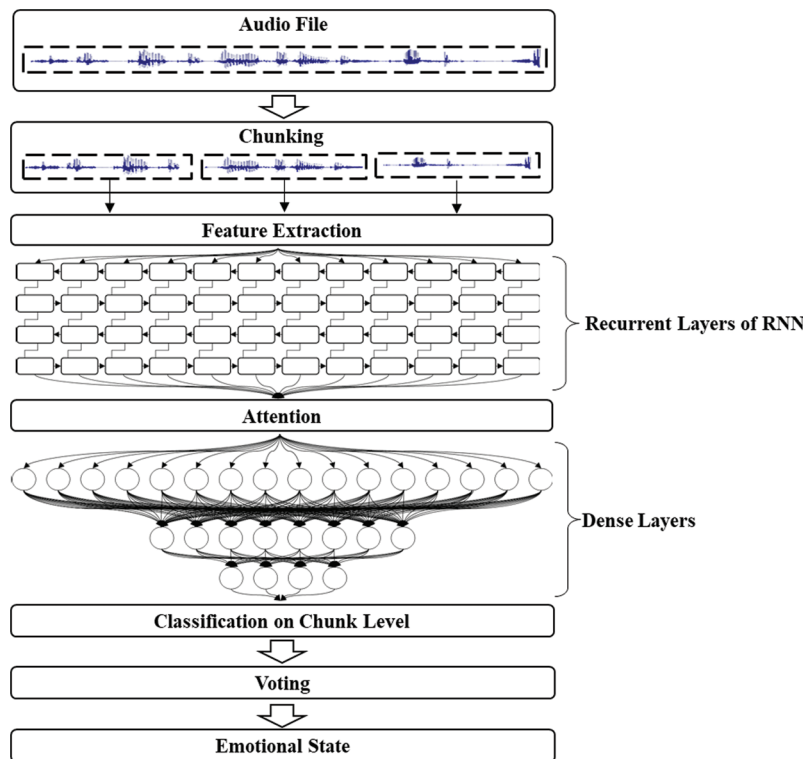 Audio File
Chunking
Feature Extraction
Recurrent Layers of RNN
Attention
Dense Layers
Classification on Chunk Level
Voting
Emotional State